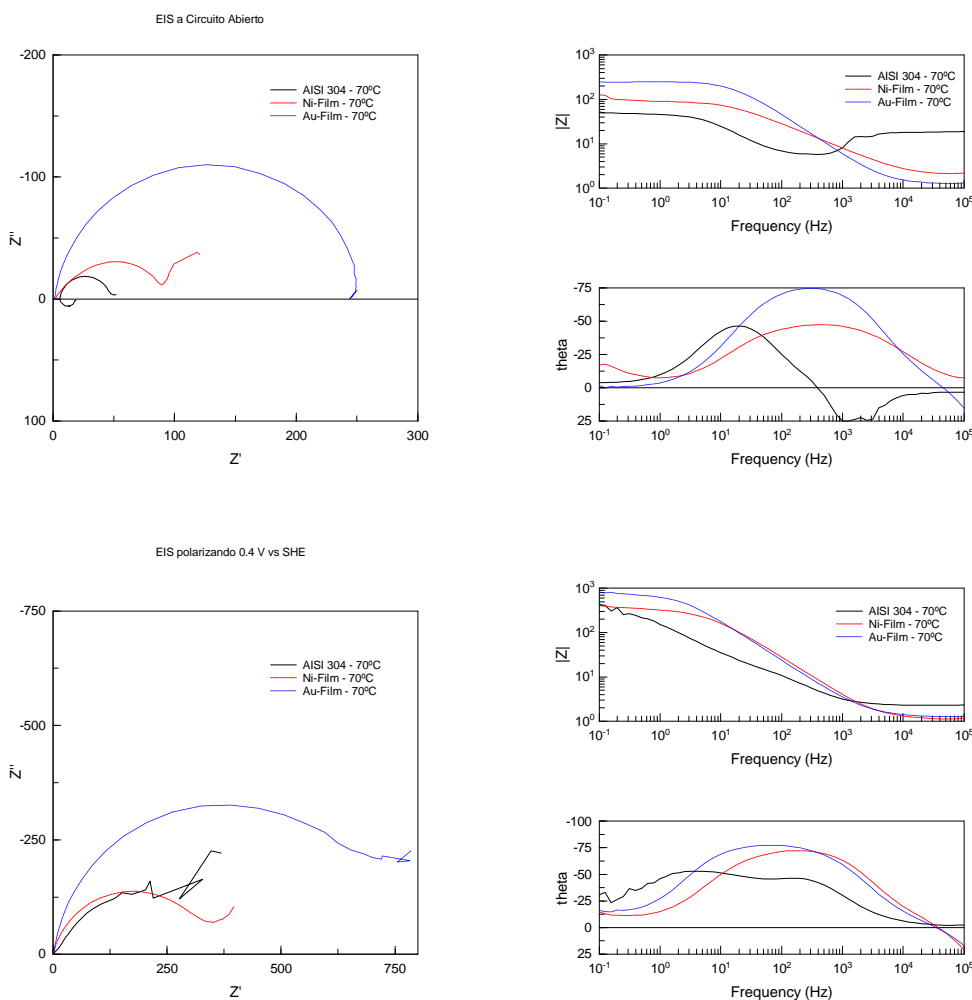 EIS a Circuito Abierto
-200
-100
0
100
Z''
0
100
200
300
Z'
AISI 304 - 70ºC
Ni-Film - 70ºC
Au-Film - 70ºC
10³
10²
10¹
10⁰
|Z|
10⁻¹ 10⁰ 10¹ 10² 10³ 10⁴ 10⁵
Frequency (Hz)
AISI 304 - 70ºC
Ni-Film - 70ºC
Au-Film - 70ºC
-75
-50
-25
0
25
theta
10⁻¹ 10⁰ 10¹ 10² 10³ 10⁴ 10⁵
Frequency (Hz)
EIS polarizando 0.4 V vs SHE
-750
-500
-250
0
Z''
0
250
500
750
Z'
AISI 304 - 70ºC
Ni-Film - 70ºC
Au-Film - 70ºC
10³
10²
10¹
10⁰
|Z|
10⁻¹ 10⁰ 10¹ 10² 10³ 10⁴ 10⁵
Frequency (Hz)
AISI 304 - 70ºC
Ni-Film - 70ºC
Au-Film - 70ºC
-100
-75
-50
-25
0
25
theta
10⁻¹ 10⁰ 10¹ 10² 10³ 10⁴ 10⁵
Frequency (Hz)